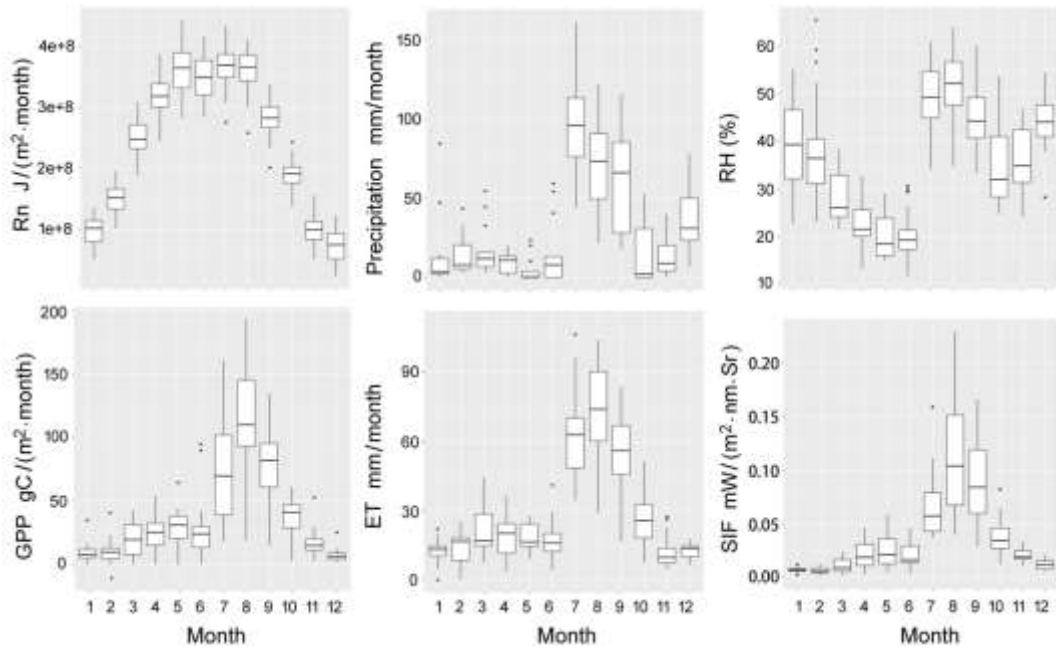 Rn J/(m²·month)
4e+8
3e+8
2e+8
1e+8
Precipitation mm/month
150
100
50
0
RH (%)
60
50
40
30
20
10
GPP gC/(m²·month)
200
150
100
50
0
1 2 3 4 5 6 7 8 9 10 11 12
Month
ET mm/month
90
60
30
0
1 2 3 4 5 6 7 8 9 10 11 12
Month
SIF mW/(m²·nm·Sr)
0.20
0.15
0.10
0.05
0.00
1 2 3 4 5 6 7 8 9 10 11 12
Month